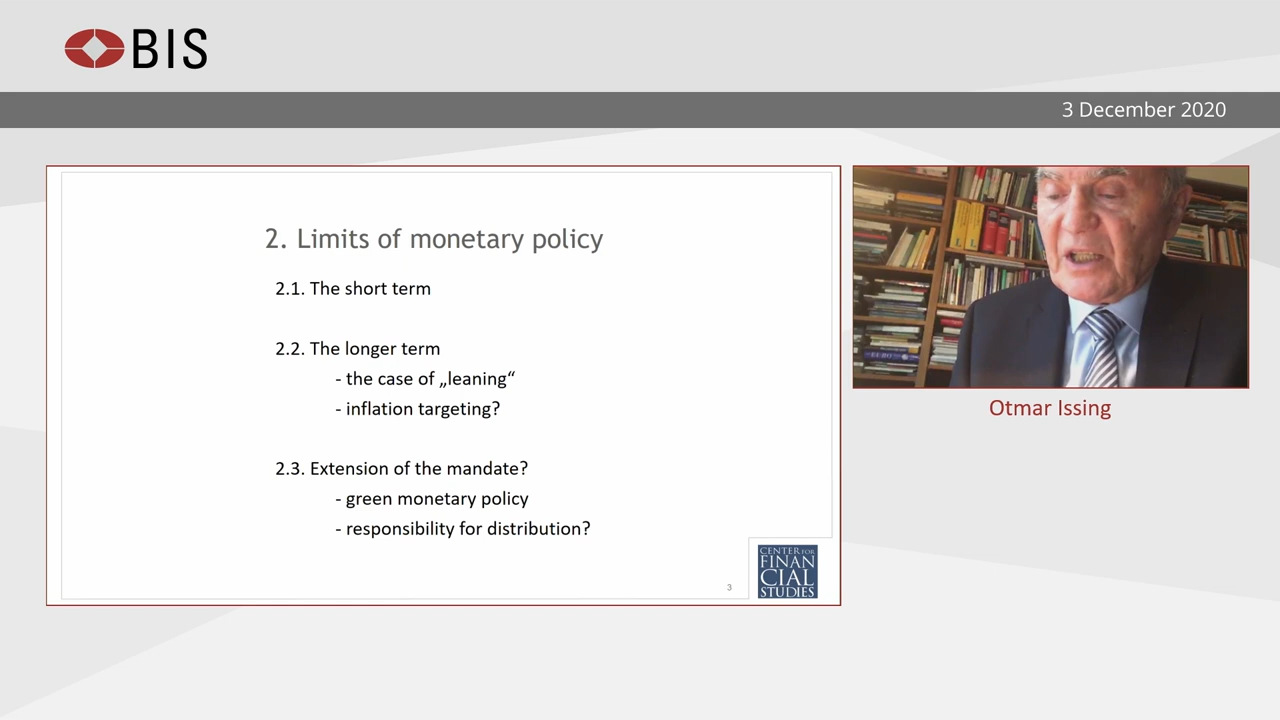 BIS
3 December 2020
2. Limits of monetary policy
2.1. The short term
2.2. The longer term
- the case of „leaning“
- inflation targeting?
2.3. Extension of the mandate?
- green monetary policy
- responsibility for distribution?
3
CENTER FOR
FINAN
CIAL
STUDIES
EURO
Otmar Issing